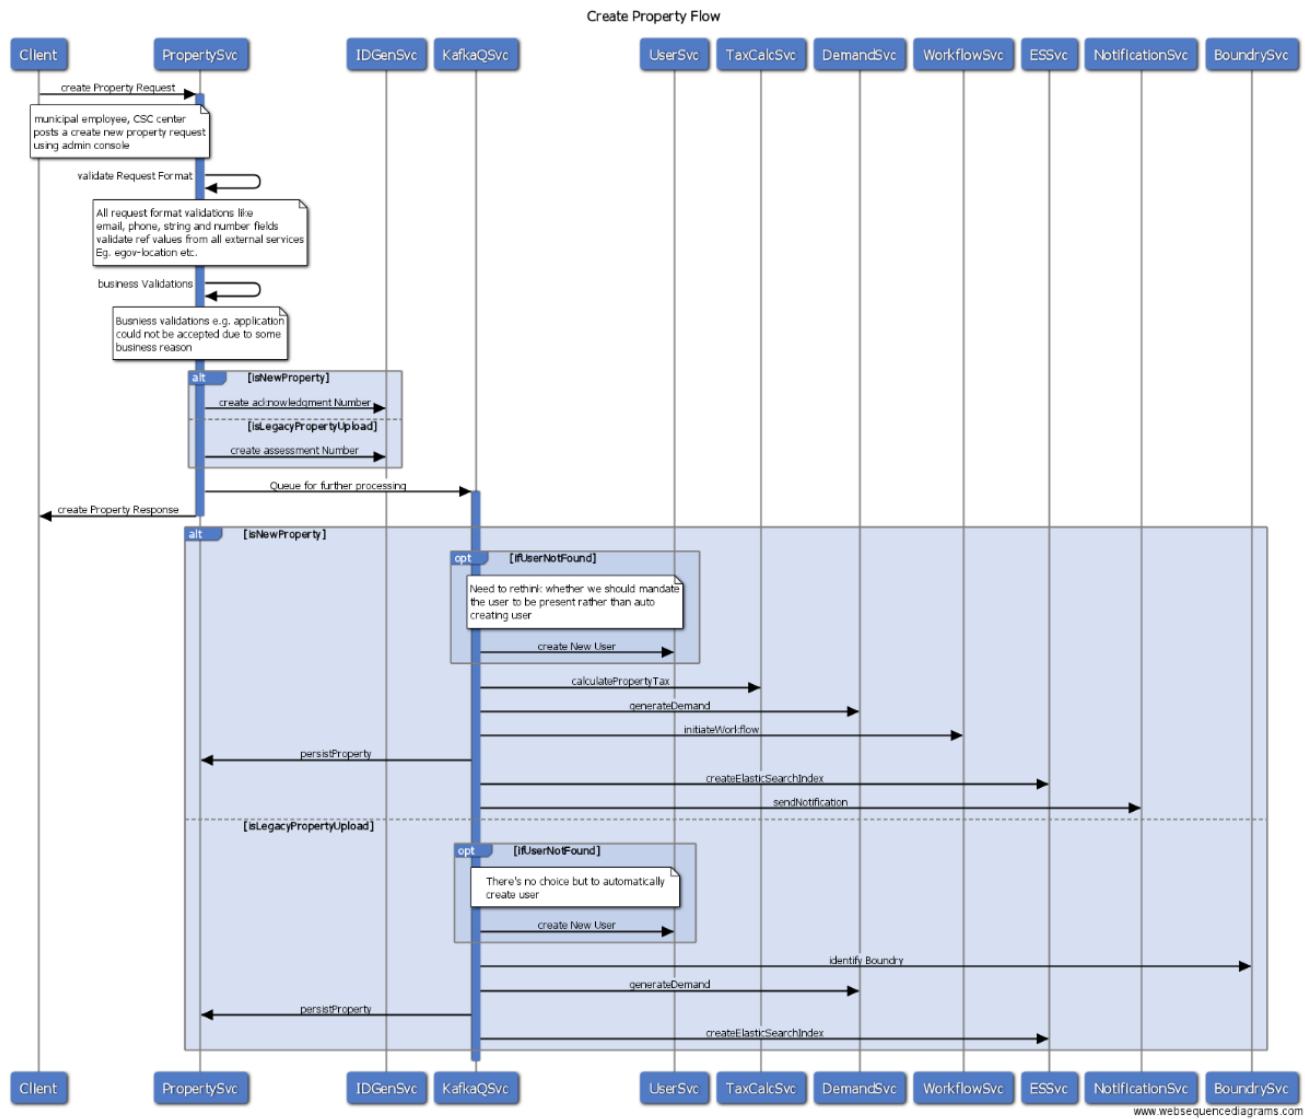 Create Property Flow
Client
PropertySvc
IDGenSvc
KafkaQSvc
UserSvc
TaxCalcSvc
DemandSvc
WorkflowSvc
ESSvc
NotificationSvc
BoundrySvc
create Property Request
municipal employee, CSC center
posts a create new property request
using admin console
validate Request Format
All request format validations like
email, phone, string and number fields
validate ref values from all external services
Eg. egov-location etc.
business Validations
Busniess validations e.g. application
could not be accepted due to some
business reason
alt
[isNewProperty]
create acknowledgment Number
[isLegacyPropertyUpload]
create assessment Number
Queue for further processing
create Property Response
alt
[isNewProperty]
opt
[ifUserNotFound]
Need to rethink whether we should mandate
the user to be present rather than auto
creating user
create New User
calculatePropertyTax
generateDemand
initiateWorkflow
persistProperty
createElasticSearchIndex
sendNotification
[isLegacyPropertyUpload]
opt
[ifUserNotFound]
There's no choice but to automatically
create user
create New User
identify Boundry
generateDemand
persistProperty
createElasticSearchIndex
Client
PropertySvc
IDGenSvc
KafkaQSvc
UserSvc
TaxCalcSvc
DemandSvc
WorkflowSvc
ESSvc
NotificationSvc
BoundrySvc
www.websequencediagrams.com